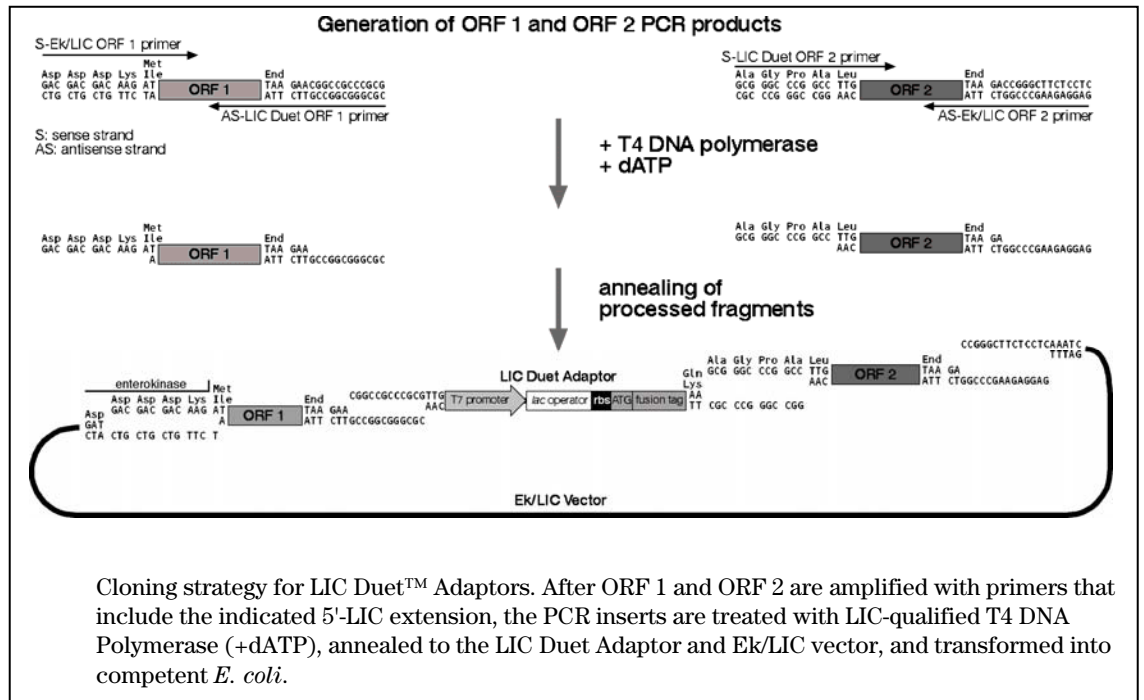 Generation of ORF 1 and ORF 2 PCR products
S-Ek/LIC ORF 1 primer
Met
Asp Asp Asp Lys Ile
GAC GAC GAC AAG AT
CTG CTG CTG TTC TA
ORF 1
End
TAA GAACGGCCGCCCGCG
ATT CTTGCCGGCGGGCGC
AS-LIC Duet ORF 1 primer
S: sense strand
AS: antisense strand
S-LIC Duet ORF 2 primer
Ala Gly Pro Ala Leu
GCG GGC CCG GCC TTG
CGC CCG GGC CGG AAC
ORF 2
End
TAA GACCGGGCTTCTCCTC
ATT CTGGCCCGAAGAGGAG
AS-Ek/LIC ORF 2 primer
+ T4 DNA polymerase
+ dATP
Met
Asp Asp Asp Lys Ile
GAC GAC GAC AAG AT
A
ORF 1
End
TAA GAA
ATT CTTGCCGGCGGGCGC
Ala Gly Pro Ala Leu
GCG GGC CCG GCC TTG
AAC
ORF 2
End
TAA GA
ATT CTGGCCCGAAGAGGAG
annealing of
processed fragments
enterokinase
Met
Asp Asp Asp Lys Ile
GAC GAC GAC AAG AT
A
Asp
GAT
CTA CTG CTG CTG TTC T
ORF 1
End
TAA GAA
ATT CTTGCCGGCGGGCGC
LIC Duet Adaptor
CGGCCGCCCGCGTTG
AAC
T7 promoter
lac operator
rbs
ATG
fusion tag
Gln
Lys
AA
TT CGC CCG GGC CGG
Ala Gly Pro Ala Leu
GCG GGC CCG GCC TTG
AAC
ORF 2
End
TAA GA
ATT CTGGCCCGAAGAGGAG
CCGGGCTTCTCCTCAAATC
TTTAG
Ek/LIC Vector
Cloning strategy for LIC Duet™ Adaptors. After ORF 1 and ORF 2 are amplified with primers that
include the indicated 5'-LIC extension, the PCR inserts are treated with LIC-qualified T4 DNA
Polymerase (+dATP), annealed to the LIC Duet Adaptor and Ek/LIC vector, and transformed into
competent E. coli.